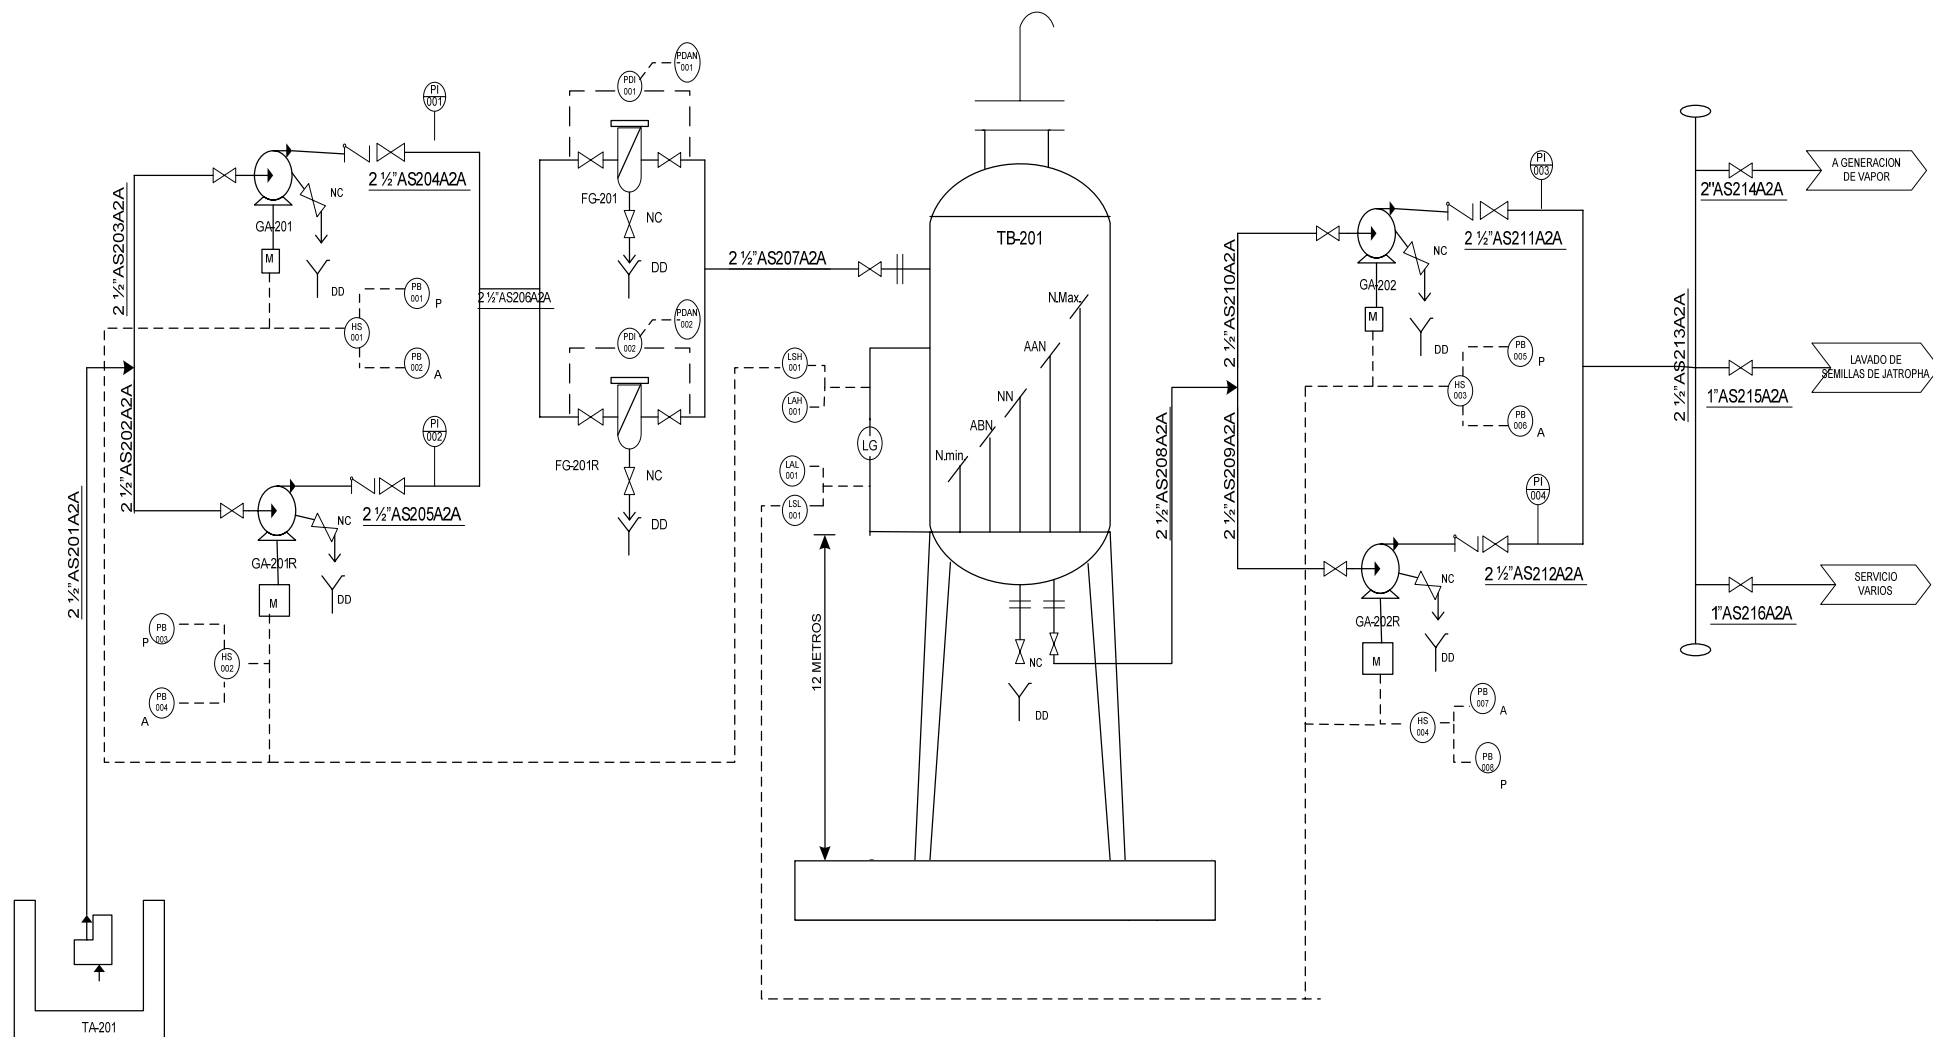 PDAN
001
PDI
001
PI
001
2 ½"AS204A2A
NC
GA-201
M
DD
2 ½"AS203A2A
PB
001
P
HS
001
PB
002
A
2 ½"AS202A2A
2 ½"AS201A2A
PI
002
2 ½"AS205A2A
NC
GA-201R
M
DD
PB
003
P
HS
002
PB
004
A
TA-201
2 ½"AS206A2A
FG-201
NC
DD
PDAN
002
PDI
002
FG-201R
NC
DD
2 ½"AS207A2A
LSH
001
LAH
001
LG
LAL
001
LSL
001
TB-201
N.Max.
AAN
NN
ABN
N.min
12 METROS
NC
DD
2 ½"AS208A2A
2 ½"AS210A2A
2 ½"AS209A2A
PI
003
2 ½"AS211A2A
NC
GA-202
M
DD
PB
005
P
HS
003
PB
006
A
PI
004
2 ½"AS212A2A
NC
GA-202R
M
DD
PB
007
A
HS
004
PB
008
P
2 ½"AS213A2A
2"AS214A2A
A GENERACION
DE VAPOR
1"AS215A2A
LAVADO DE
SEMILLAS DE JATROPHA
1"AS216A2A
SERVICIO
VARIOS